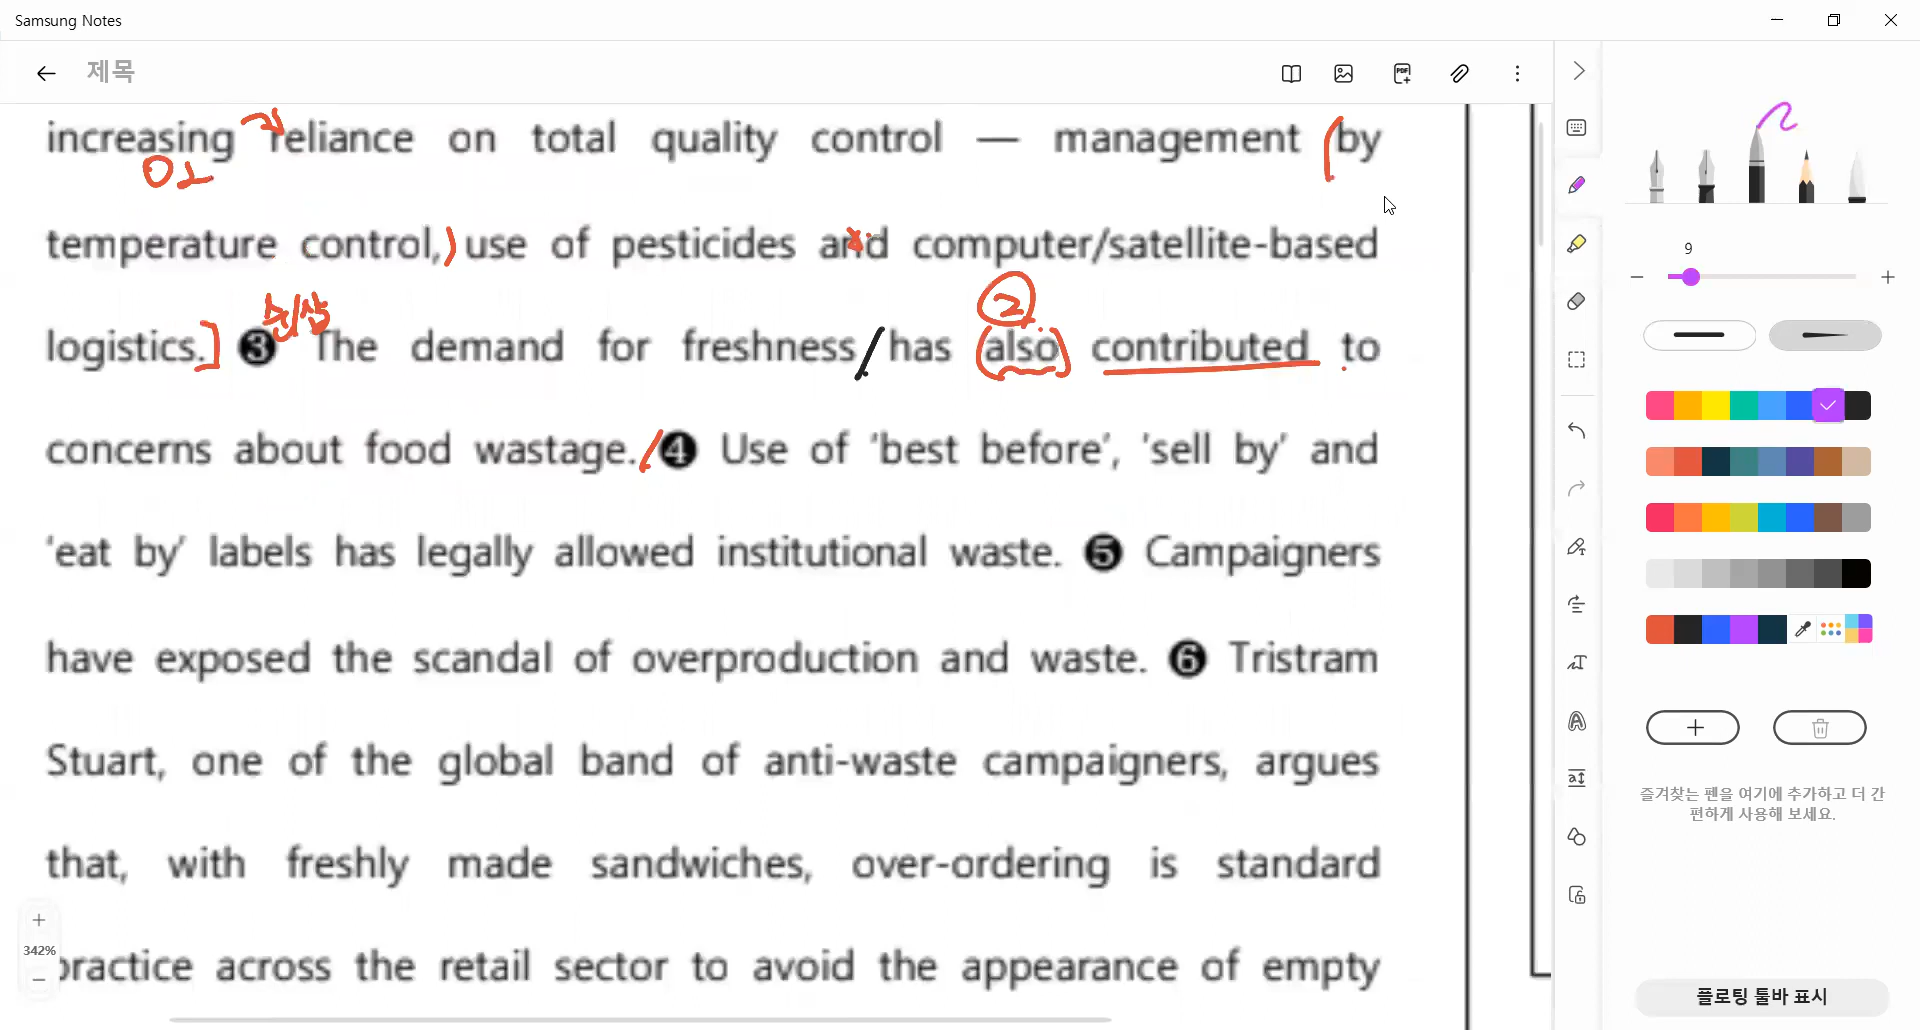 Samsung Notes
제목
increasing reliance on total quality control — management by
temperature control, use of pesticides and computer/satellite-based
2
logistics. ❸ The demand for freshness has also contributed to
concerns about food wastage. ❹ Use of ‘best before’, ‘sell by’ and
‘eat by’ labels has legally allowed institutional waste. ❺ Campaigners
have exposed the scandal of overproduction and waste. ❻ Tristram
Stuart, one of the global band of anti-waste campaigners, argues
that, with freshly made sandwiches, over-ordering is standard
practice across the retail sector to avoid the appearance of empty
342%
PDF
9
즐겨찾는 펜을 여기에 추가하고 더 간
편하게 사용해 보세요.
플로팅 툴바 표시